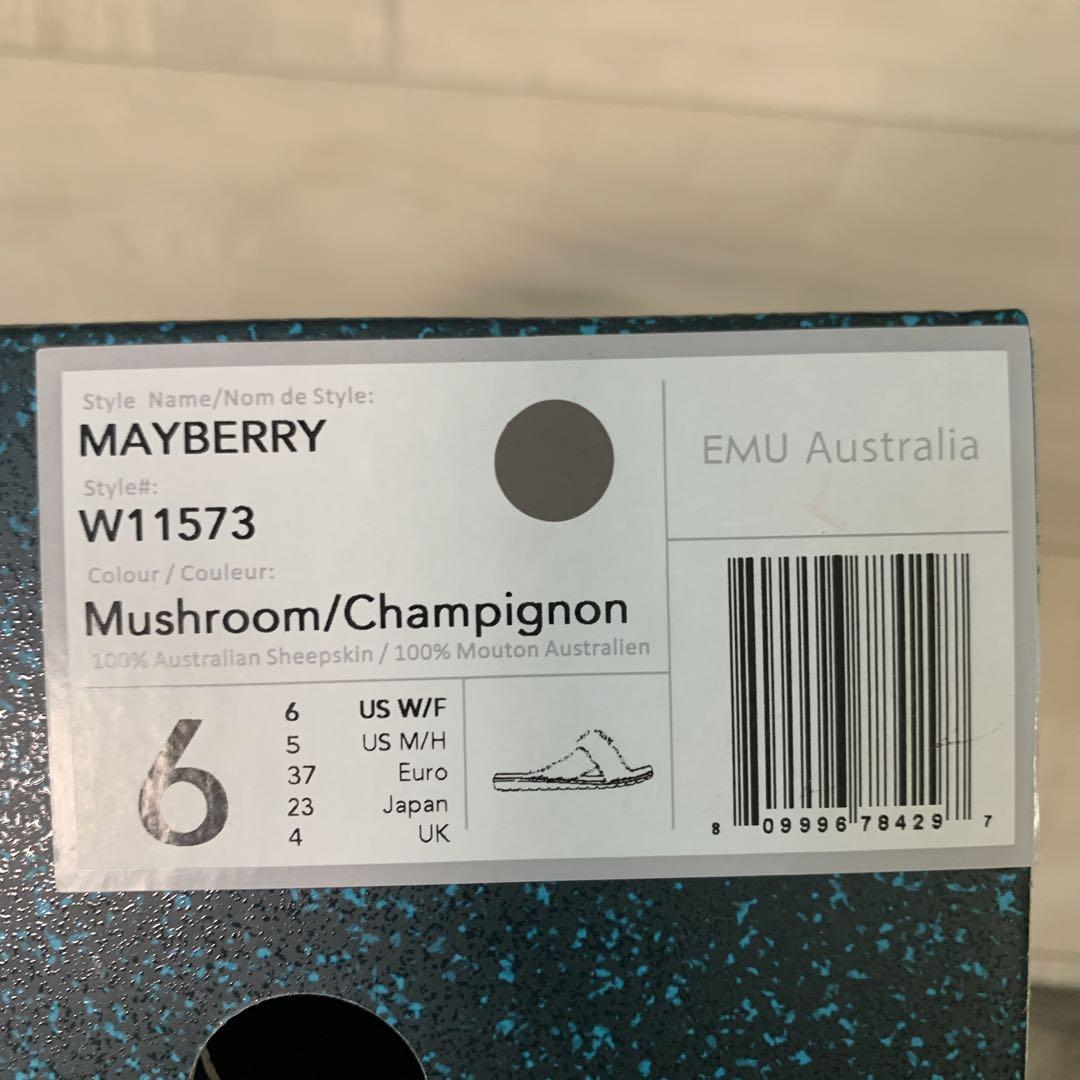 Style Name/Nom de Style:
MAYBERRY
Style#:
W11573
Colour / Couleur:
Mushroom/Champignon
100% Australian Sheepskin / 100% Mouton Australien
EMU Australia
6
6 US W/F
5 US M/H
37 Euro
23 Japan
4 UK
8 09996 78429 7